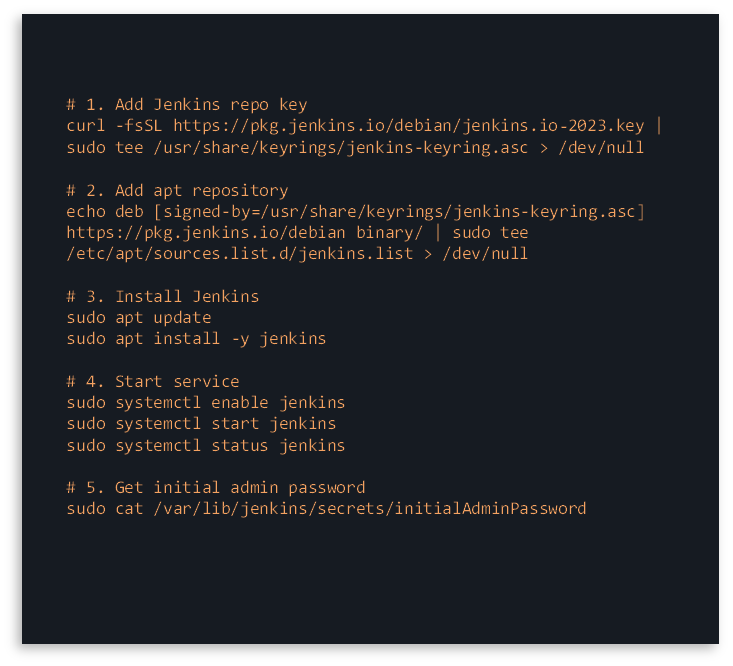 # 1. Add Jenkins repo key
curl -fsSL https://pkg.jenkins.io/debian/jenkins.io-2023.key |
sudo tee /usr/share/keyrings/jenkins-keyring.asc > /dev/null
# 2. Add apt repository
echo deb [signed-by=/usr/share/keyrings/jenkins-keyring.asc]
https://pkg.jenkins.io/debian binary/ | sudo tee
/etc/apt/sources.list.d/jenkins.list > /dev/null
# 3. Install Jenkins
sudo apt update
sudo apt install -y jenkins
# 4. Start service
sudo systemctl enable jenkins
sudo systemctl start jenkins
sudo systemctl status jenkins
# 5. Get initial admin password
sudo cat /var/lib/jenkins/secrets/initialAdminPassword